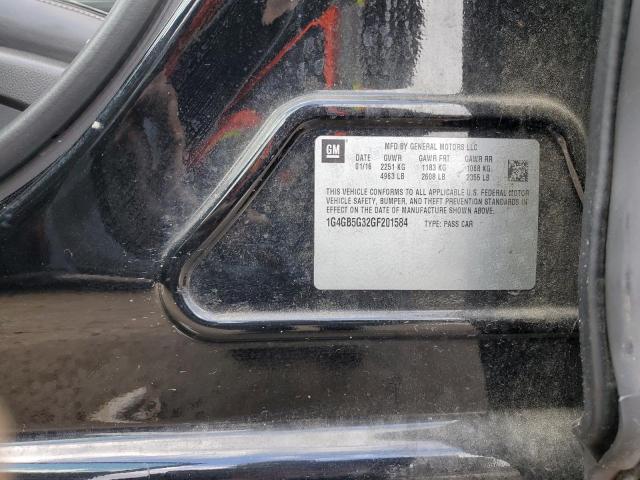 GM
MFD BY GENERAL MOTORS LLC
DATE GVWR GAWR FRT GAWR RR
01/16 2251 KG 1183 KG 1068 KG
4963 LB 2608 LB 2355 LB
THIS VEHICLE CONFORMS TO ALL APPLICABLE U.S. FEDERAL MOTOR
VEHICLE SAFETY, BUMPER, AND THEFT PREVENTION STANDARDS
IN EFFECT ON THE DATE OF MANUFACTURE SHOWN ABOVE.
1G4GB5G32GF201584 TYPE: PASS CAR